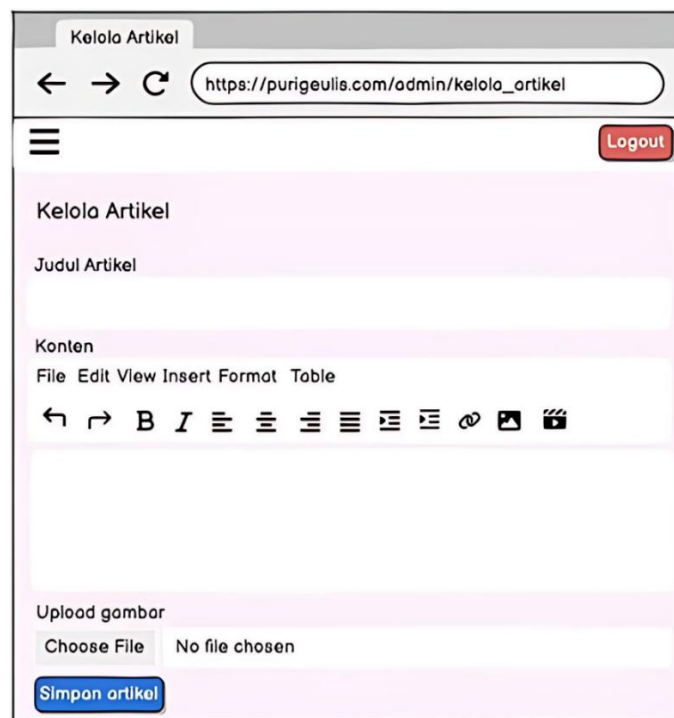 Kelola Artikel
https://purigeulis.com/admin/kelola_artikel
Logout
Kelola Artikel
Judul Artikel
Konten
File Edit View Insert Format Table
B I
Upload gambar
Choose File No file chosen
Simpan artikel